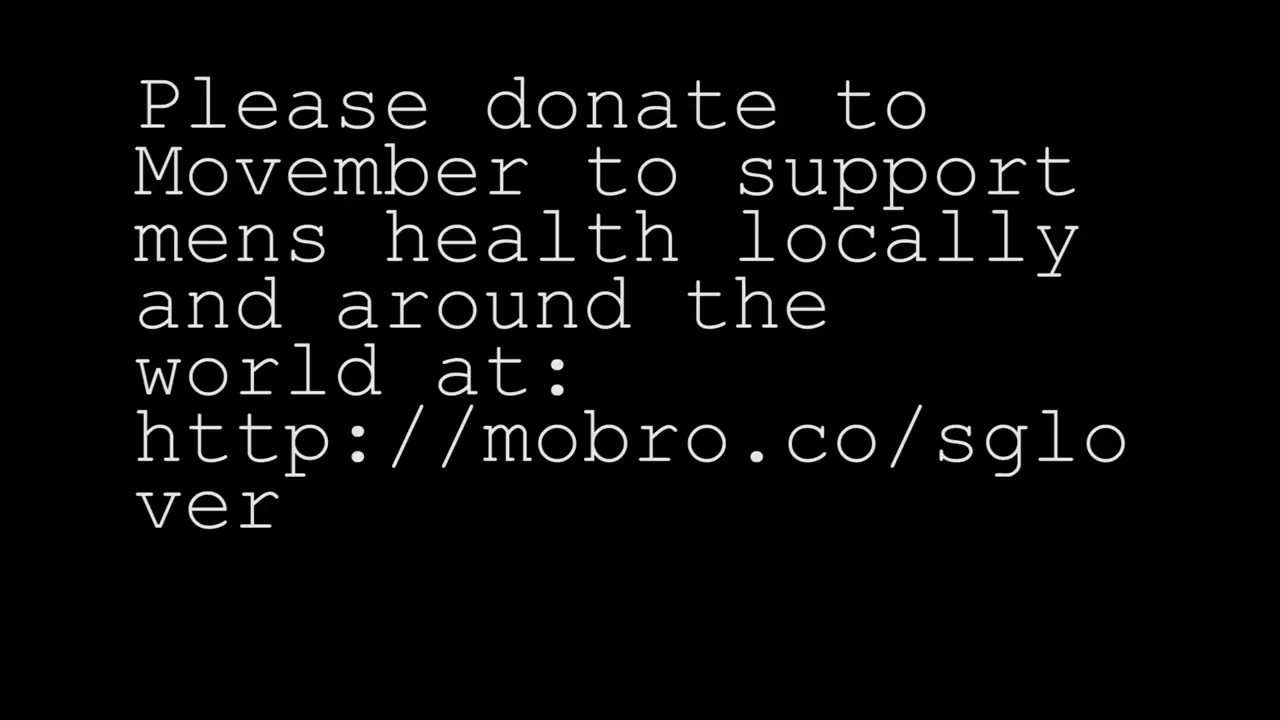 Please donate to
Movember to support
mens health locally
and around the
world at:
http://mobro.co/sglo
ver